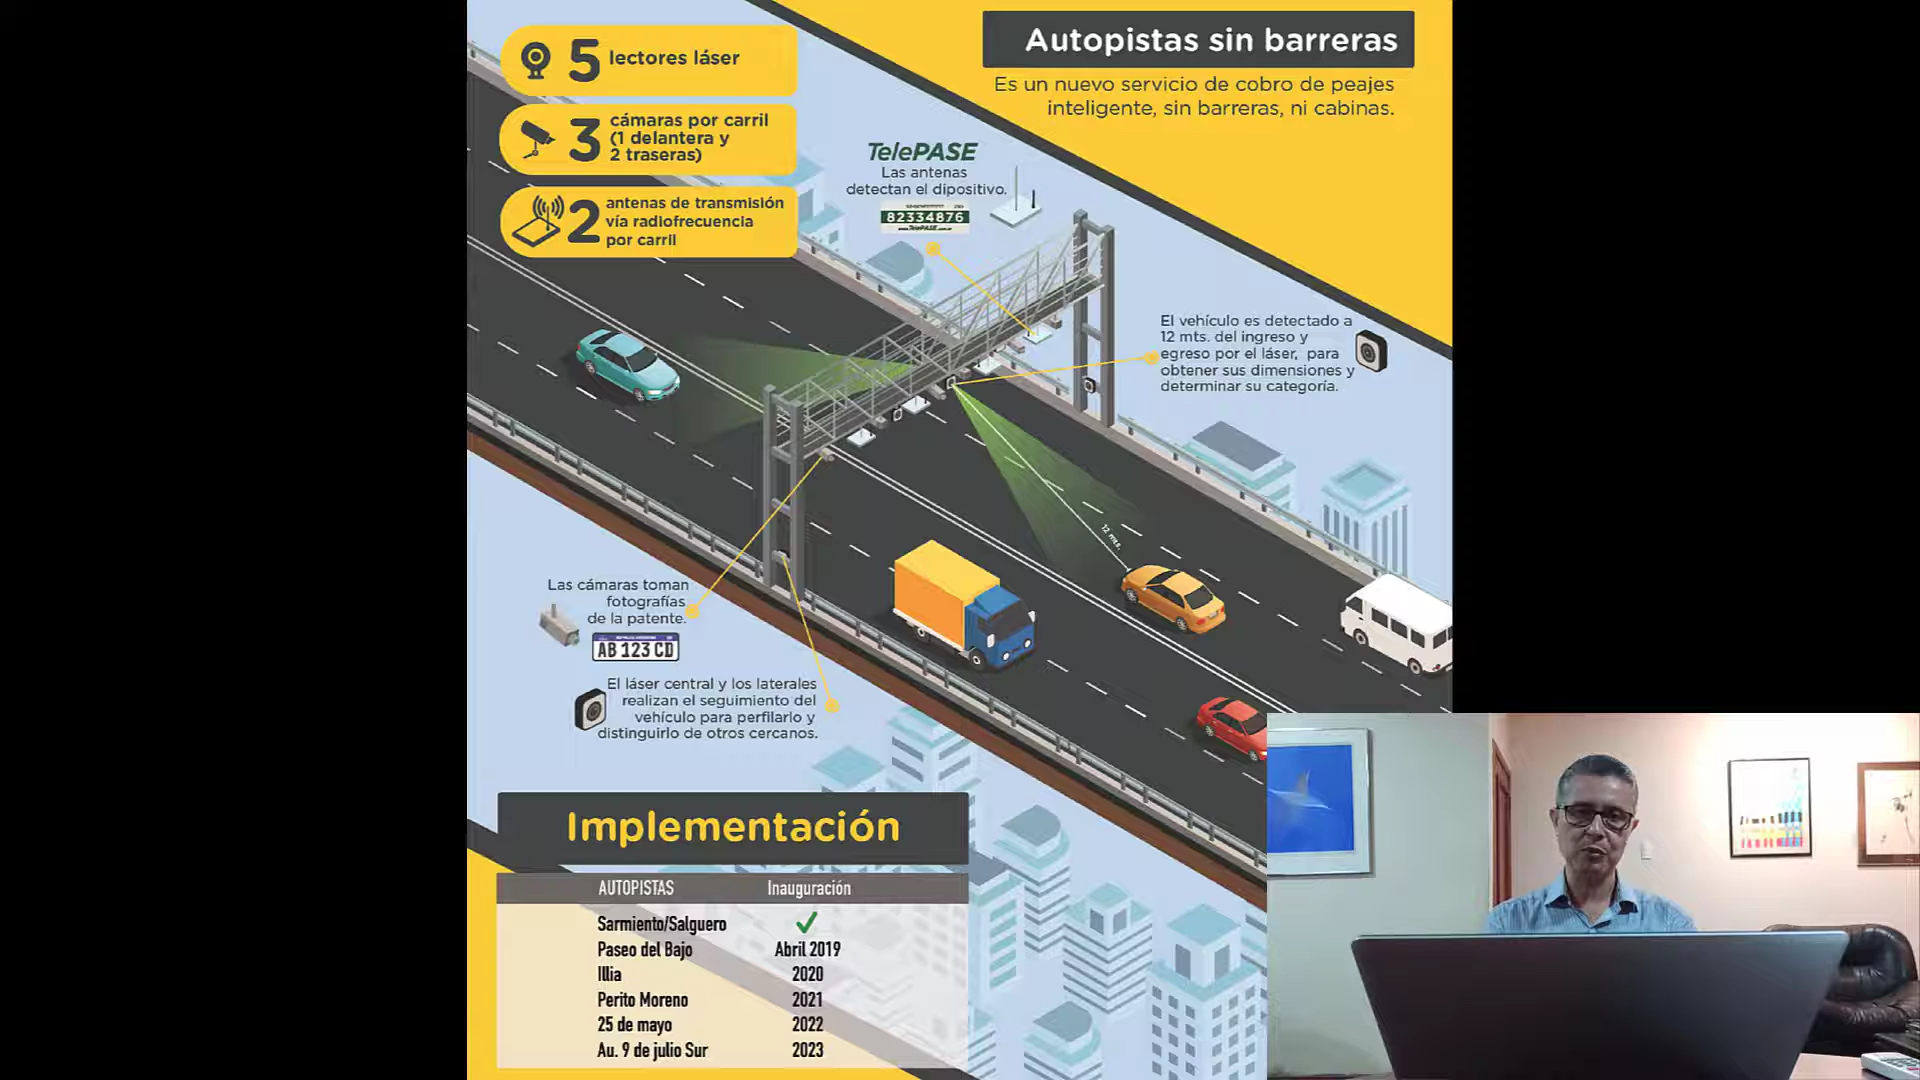 5 lectores láser
3 cámaras por carril
(1 delantera y
2 traseras)
2 antenas de transmisión
vía radiofrecuencia
por carril
Autopistas sin barreras
Es un nuevo servicio de cobro de peajes
inteligente, sin barreras, ni cabinas.
TelePASE
Las antenas
detectan el dipositivo.
82334876
www.TelePASE.com.ar
El vehículo es detectado a
12 mts. del ingreso y
egreso por el láser, para
obtener sus dimensiones y
determinar su categoría.
12 mts.
Las cámaras toman
fotografías
de la patente.
AB 123 CD
El láser central y los laterales
realizan el seguimiento del
vehículo para perfilarlo y
distinguirlo de otros cercanos.
Implementación
AUTOPISTAS Inauguración
Sarmiento/Salguero ✓
Paseo del Bajo Abril 2019
Illia 2020
Perito Moreno 2021
25 de mayo 2022
Au. 9 de julio Sur 2023